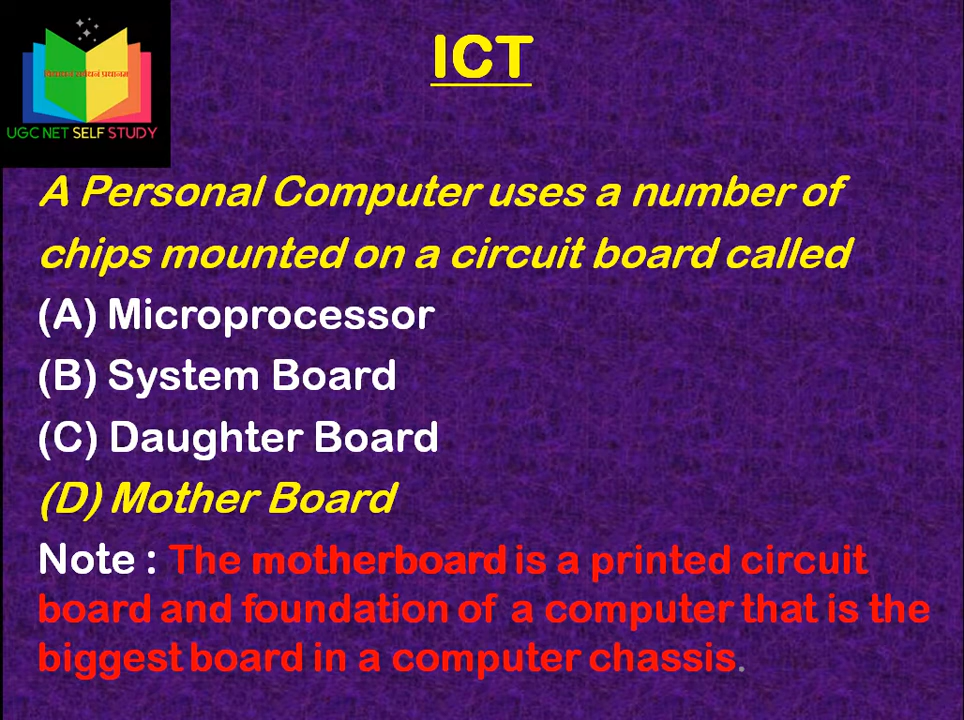 ICT
प्रधानम्
UGC NET SELF STUDY
A Personal Computer uses a number of
chips mounted on a circuit board called
(A) Microprocessor
(B) System Board
(C) Daughter Board
(D) Mother Board
Note : The motherboard is a printed circuit
board and foundation of a computer that is the
biggest board in a computer chassis.